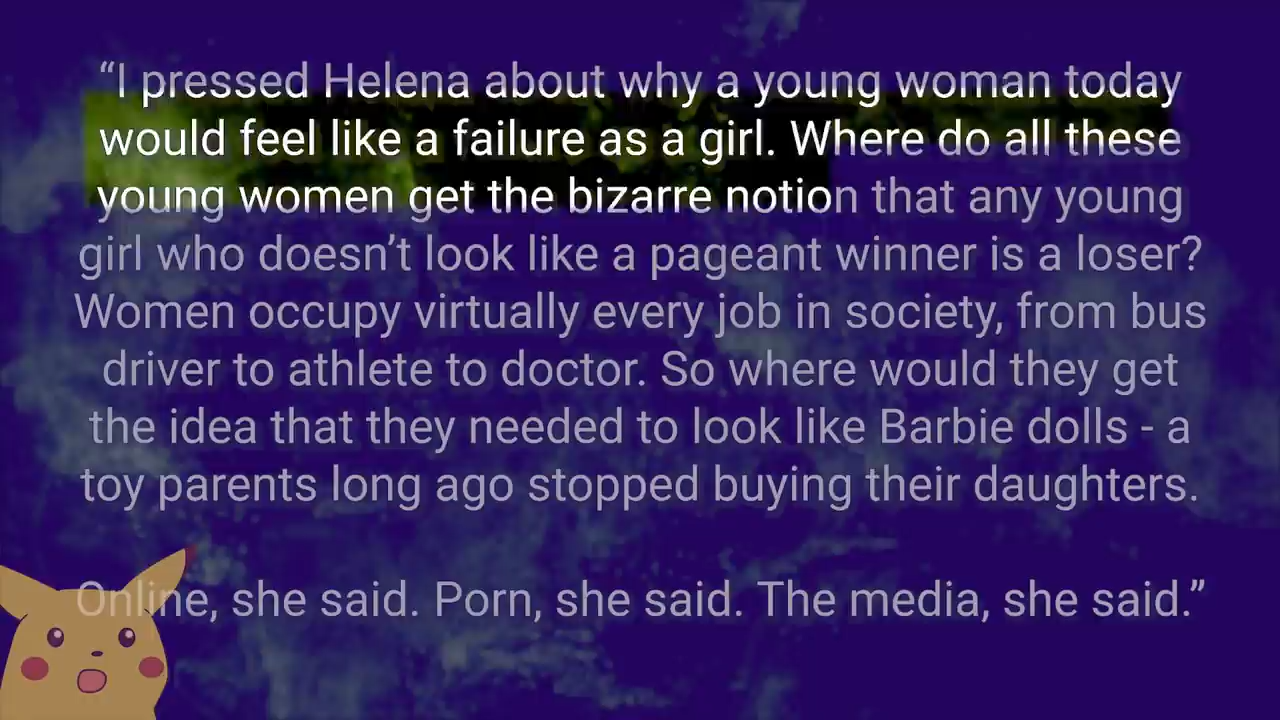 “I pressed Helena about why a young woman today
would feel like a failure as a girl. Where do all these
young women get the bizarre notion that any young
girl who doesn’t look like a pageant winner is a loser?
Women occupy virtually every job in society, from bus
driver to athlete to doctor. So where would they get
the idea that they needed to look like Barbie dolls - a
toy parents long ago stopped buying their daughters.
Online, she said. Porn, she said. The media, she said.”